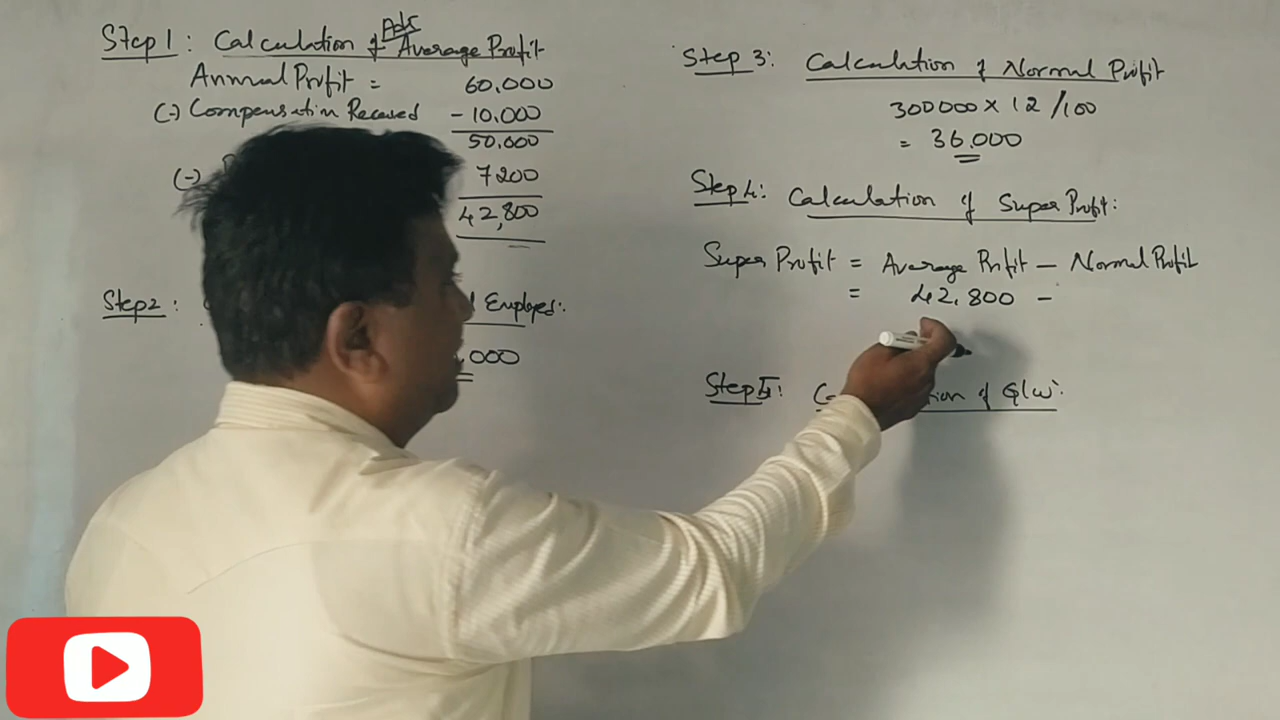 Step 1: Calculation of Adj Average Profit
Annual Profit = 60,000
(-) Compensation Received - 10,000
50,000
(-) 7200
42,800
Step 2: Employed:
,000
Step 3: Calculation of Normal Profit
300000 × 12 /100
= 36,000
Step 4: Calculation of Super Profit:
Super Profit = Average Profit - Normal Profit
= 42,800 -
Step 5: of G/w: